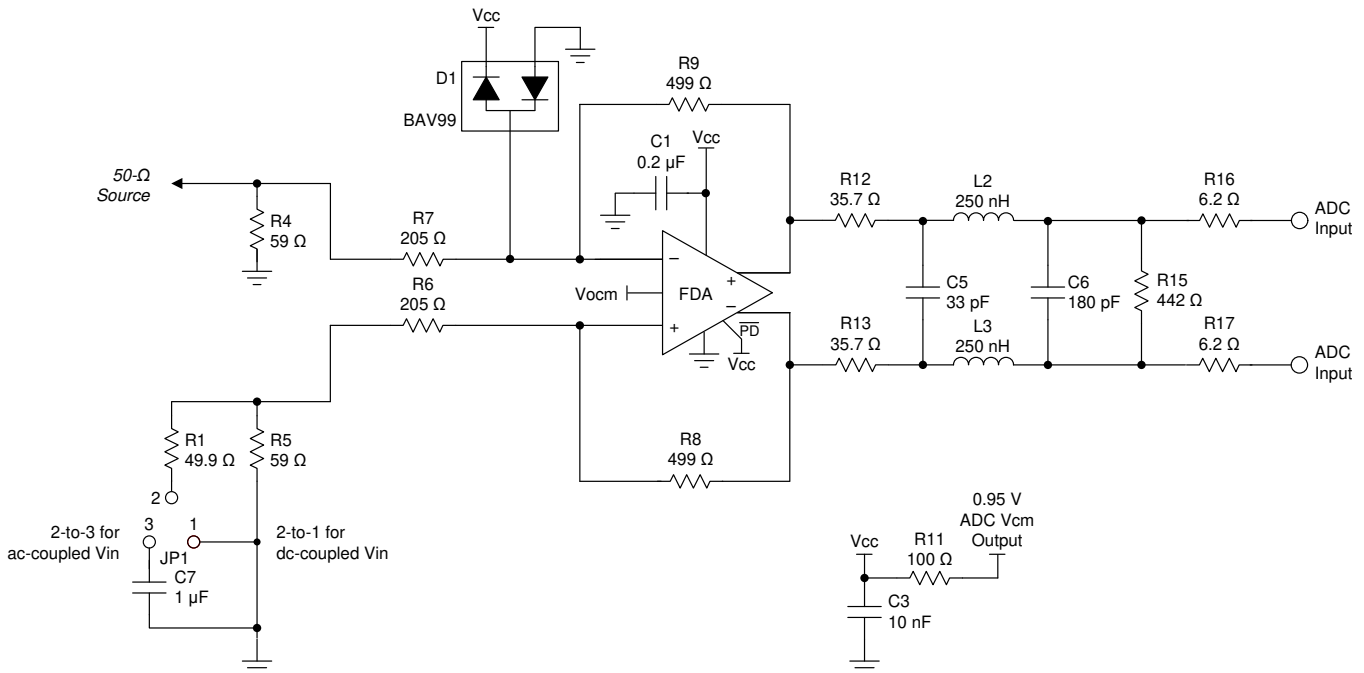 Vcc
D1
BAV99
R9
499 Ω
C1
0.2 µF
Vcc
50-Ω
Source
R4
59 Ω
R7
205 Ω
R12
35.7 Ω
L2
250 nH
R16
6.2 Ω
ADC
Input
−
+
Vocm
FDA
R6
205 Ω
+
−
PD
Vcc
C5
33 pF
C6
180 pF
R15
442 Ω
R13
35.7 Ω
L3
250 nH
R17
6.2 Ω
ADC
Input
R1
49.9 Ω
R5
59 Ω
R8
499 Ω
2
3
1
2-to-3 for
ac-coupled Vin
JP1
2-to-1 for
dc-coupled Vin
C7
1 µF
0.95 V
ADC Vcm
Output
Vcc
R11
100 Ω
C3
10 nF